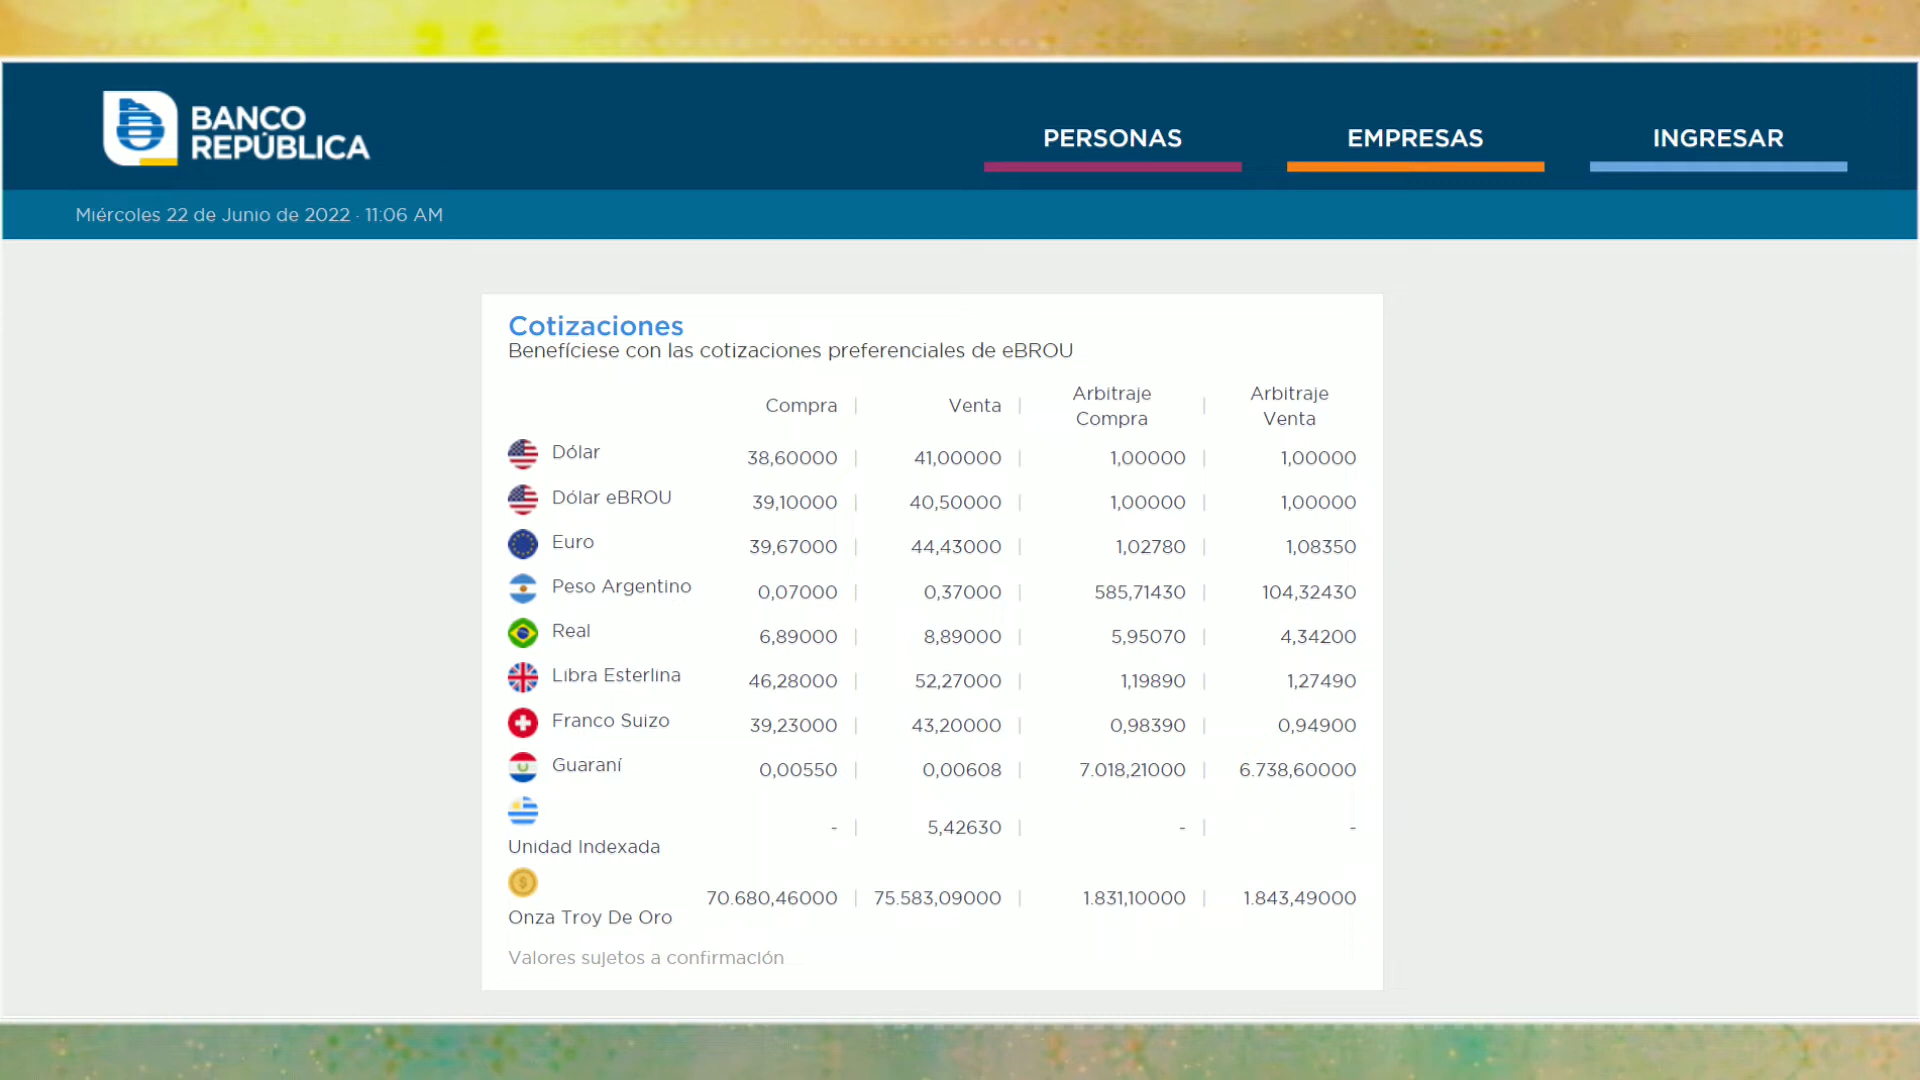 BANCO
REPÚBLICA
PERSONAS EMPRESAS INGRESAR
Miércoles 22 de Junio de 2022 · 11:06 AM
Cotizaciones
Benefíciese con las cotizaciones preferenciales de eBROU
Compra | Venta | Arbitraje Compra | Arbitraje Venta
Dólar 38,60000 | 41,00000 | 1,00000 | 1,00000
Dólar eBROU 39,10000 | 40,50000 | 1,00000 | 1,00000
Euro 39,67000 | 44,43000 | 1,02780 | 1,08350
Peso Argentino 0,07000 | 0,37000 | 585,71430 | 104,32430
Real 6,89000 | 8,89000 | 5,95070 | 4,34200
Libra Esterlina 46,28000 | 52,27000 | 1,19890 | 1,27490
Franco Suizo 39,23000 | 43,20000 | 0,98390 | 0,94900
Guaraní 0,00550 | 0,00608 | 7.018,21000 | 6.738,60000
Unidad Indexada - | 5,42630 | - | -
Onza Troy De Oro 70.680,46000 | 75.583,09000 | 1.831,10000 | 1.843,49000
Valores sujetos a confirmación